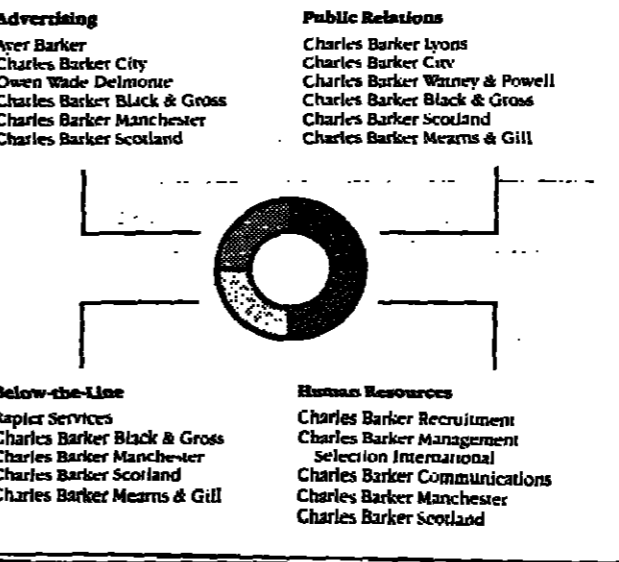 Advertising
Ayer Barker
Charles Barker City
Owen Wade Delmonte
Charles Barker Black & Gross
Charles Barker Manchester
Charles Barker Scotland
Public Relations
Charles Barker Lyons
Charles Barker City
Charles Barker Watney & Powell
Charles Barker Black & Gross
Charles Barker Scotland
Charles Barker Mearns & Gill
Below-the-Line
Rapier Services
Charles Barker Black & Gross
Charles Barker Manchester
Charles Barker Scotland
Charles Barker Mearns & Gill
Human Resources
Charles Barker Recruitment
Charles Barker Management
Selection International
Charles Barker Communications
Charles Barker Manchester
Charles Barker Scotland